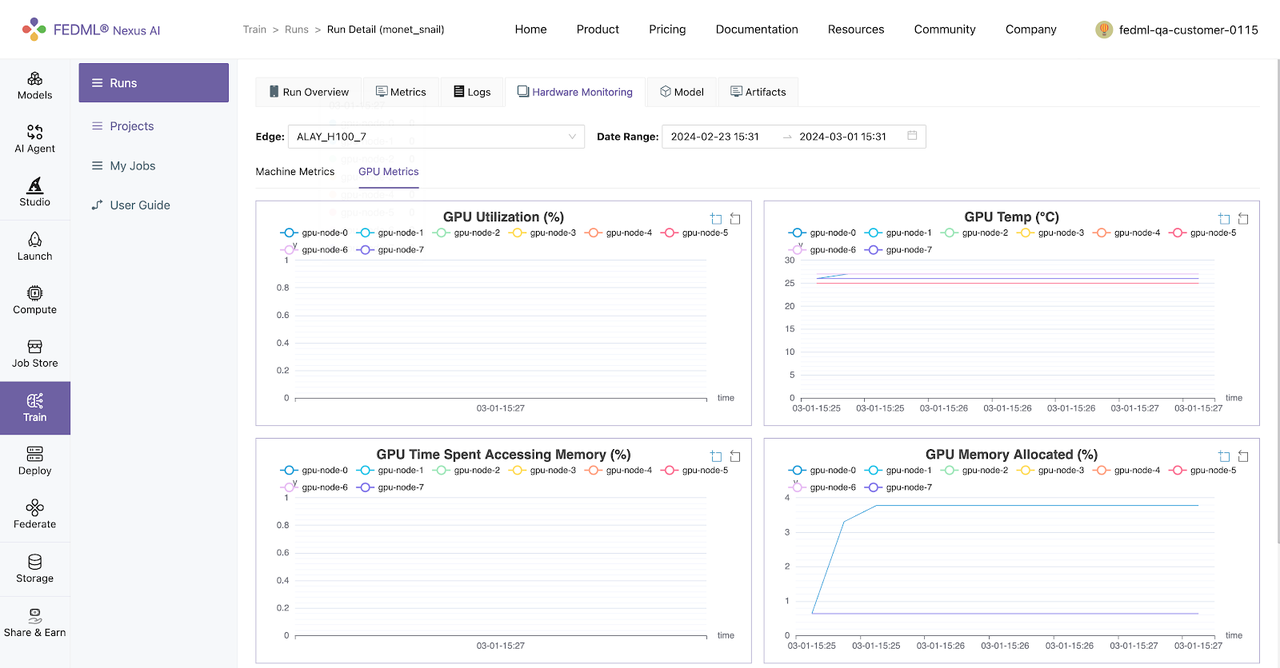 FEDML® Nexus AI
Train > Runs > Run Detail (monet_snail)
Home Product Pricing Documentation Resources Community Company
fedml-qa-customer-0115
Models
AI Agent
Studio
Launch
Compute
Job Store
Train
Deploy
Federate
Storage
Share & Earn
Runs
Projects
My Jobs
User Guide
Run Overview Metrics Logs Hardware Monitoring Model Artifacts
Edge: ALAY_H100_7 Date Range: 2024-02-23 15:31 → 2024-03-01 15:31
Machine Metrics GPU Metrics
GPU Utilization (%)
gpu-node-0 gpu-node-1 gpu-node-2 gpu-node-3 gpu-node-4 gpu-node-5
gpu-node-6 gpu-node-7
y
1
0.8
0.6
0.4
0.2
0
time
03-01-15:27
GPU Temp (°C)
gpu-node-0 gpu-node-1 gpu-node-2 gpu-node-3 gpu-node-4 gpu-node-5
gpu-node-6 gpu-node-7
y
30
25
20
15
10
5
0
time
03-01-15:25 03-01-15:25 03-01-15:26 03-01-15:26 03-01-15:26 03-01-15:27 03-01-15:27
GPU Time Spent Accessing Memory (%)
gpu-node-0 gpu-node-1 gpu-node-2 gpu-node-3 gpu-node-4 gpu-node-5
gpu-node-6 gpu-node-7
y
1
0.8
0.6
0.4
0.2
0
time
03-01-15:27
GPU Memory Allocated (%)
gpu-node-0 gpu-node-1 gpu-node-2 gpu-node-3 gpu-node-4 gpu-node-5
gpu-node-6 gpu-node-7
y
4
3
2
1
0
time
03-01-15:25 03-01-15:25 03-01-15:26 03-01-15:26 03-01-15:26 03-01-15:27 03-01-15:27